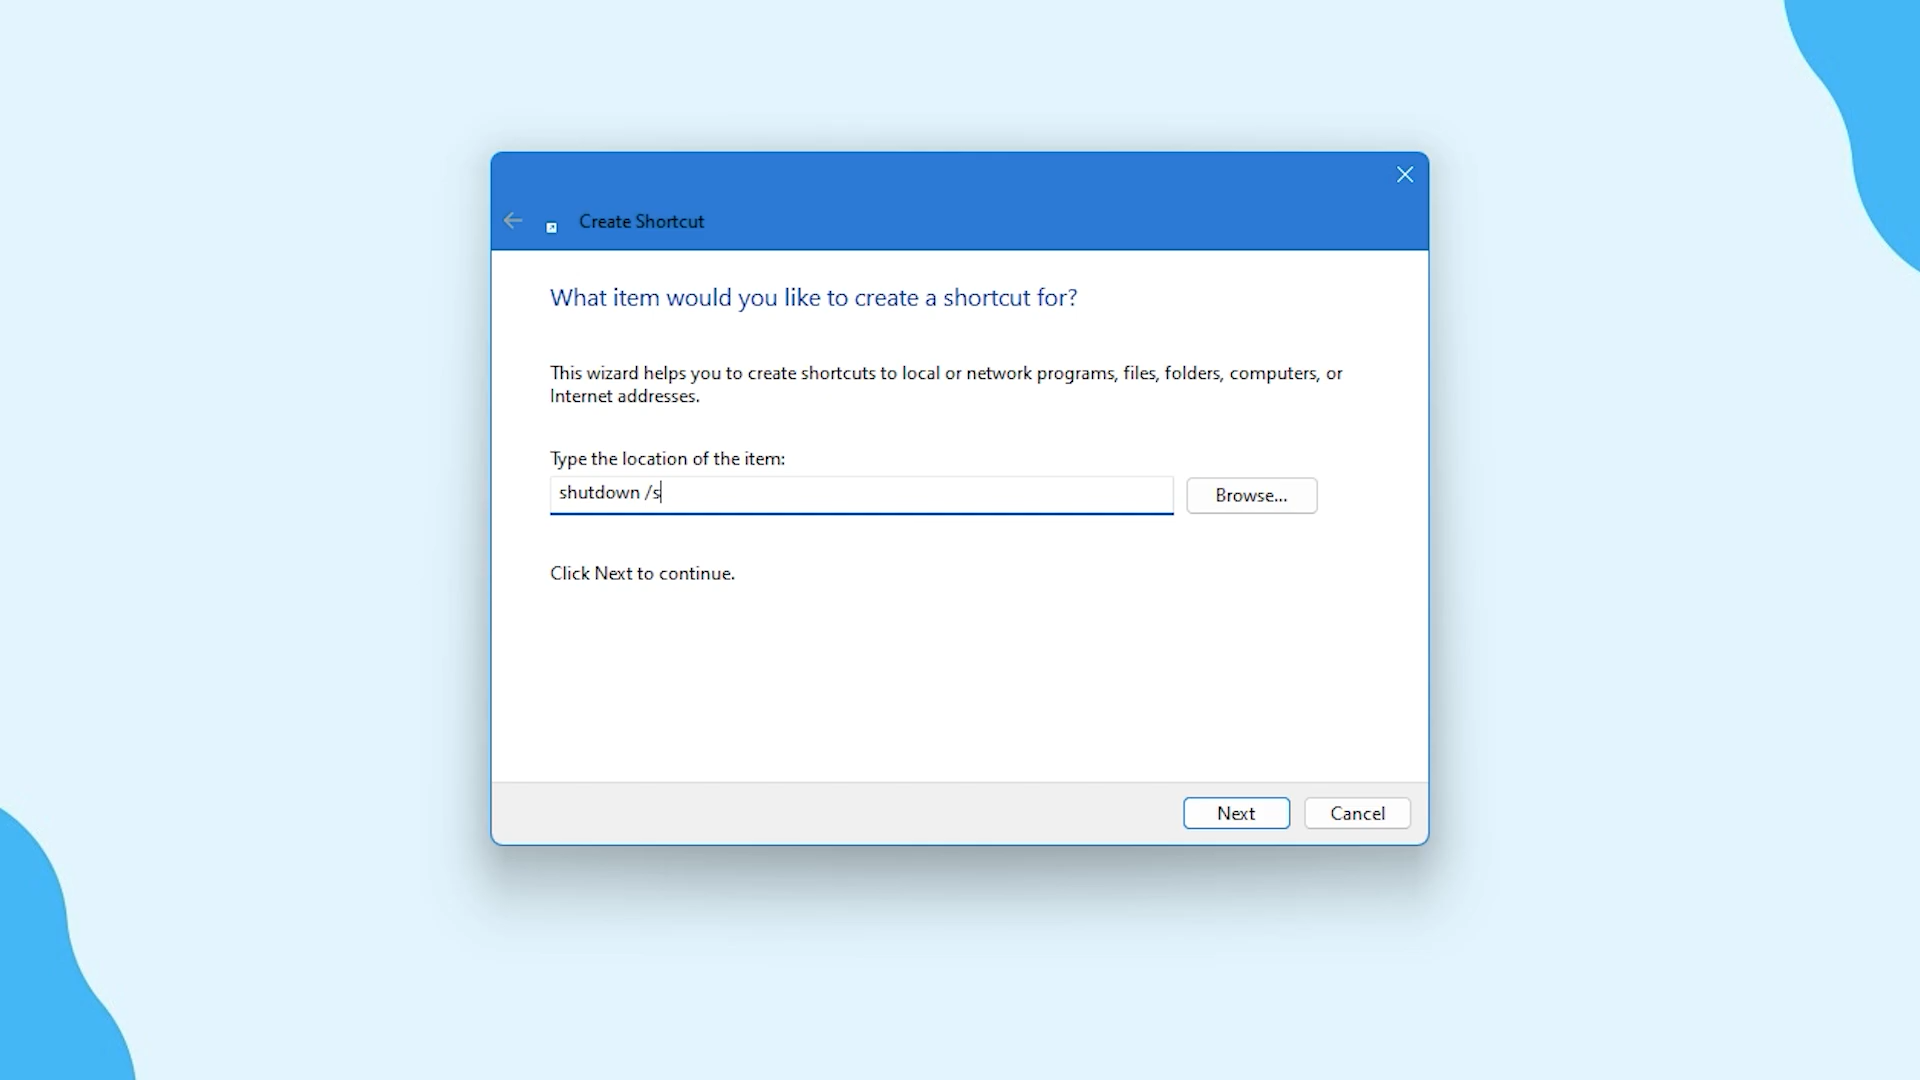 Create Shortcut
What item would you like to create a shortcut for?
This wizard helps you to create shortcuts to local or network programs, files, folders, computers, or
Internet addresses.
Type the location of the item:
shutdown /s
Browse...
Click Next to continue.
Next
Cancel